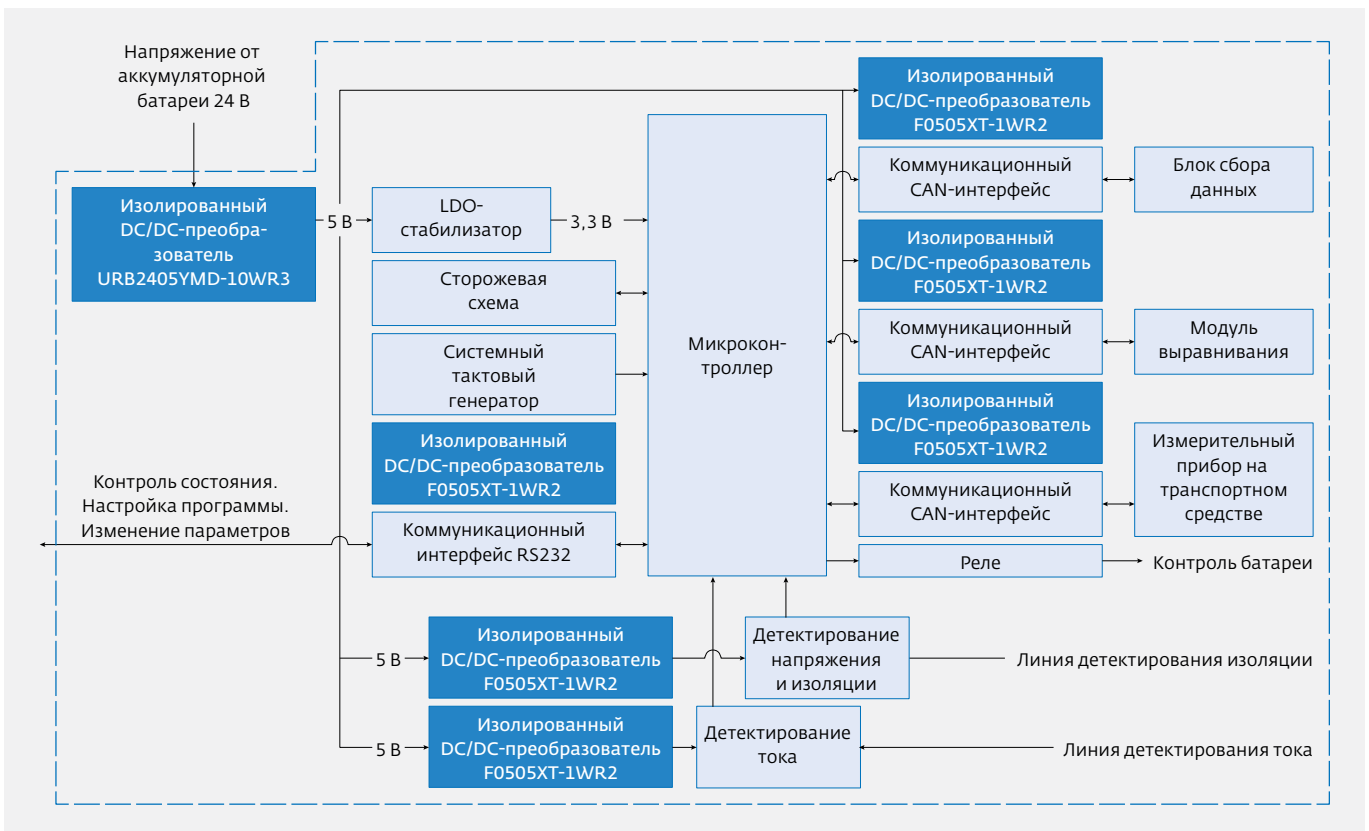 Напряжение от
аккумуляторной
батареи 24 В
Изолированный
DC/DC-преобра-
зователь
URB2405YMD-10WR3
5 В
LDO-
стабилизатор
3,3 В
Сторожевая
схема
Системный
тактовый
генератор
Изолированный
DC/DC-преобразователь
F0505XT-1WR2
Контроль состояния.
Настройка программы.
Изменение параметров
Коммуникационный
интерфейс RS232
Микрокон-
троллер
Изолированный
DC/DC-преобразователь
F0505XT-1WR2
Коммуникационный
CAN-интерфейс
Блок сбора
данных
Изолированный
DC/DC-преобразователь
F0505XT-1WR2
Коммуникационный
CAN-интерфейс
Модуль
выравнивания
Изолированный
DC/DC-преобразователь
F0505XT-1WR2
Коммуникационный
CAN-интерфейс
Измерительный
прибор на
транспортном
средстве
Реле
Контроль батареи
5 В
Изолированный
DC/DC-преобразователь
F0505XT-1WR2
Детектирование
напряжения
и изоляции
Линия детектирования изоляции
5 В
Изолированный
DC/DC-преобразователь
F0505XT-1WR2
Детектирование
тока
Линия детектирования тока